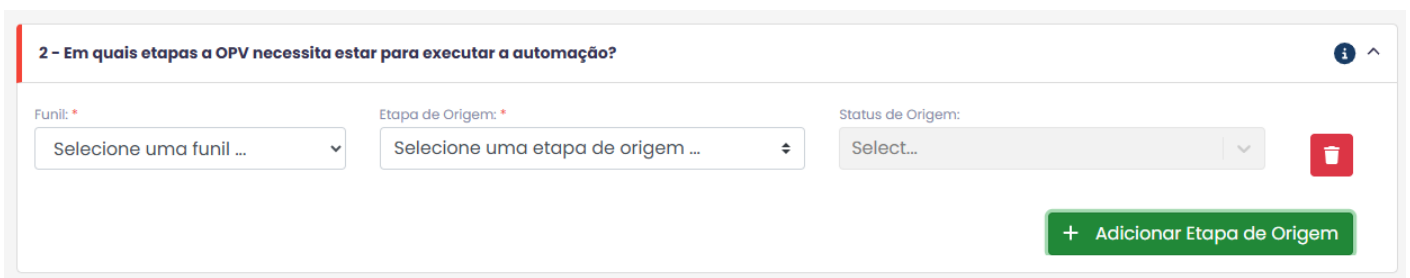 2 - Em quais etapas a OPV necessita estar para executar a automação?
Funil: * Etapa de Origem: * Status de Origem:
Selecione uma funil ... Selecione uma etapa de origem ... Select...
+ Adicionar Etapa de Origem